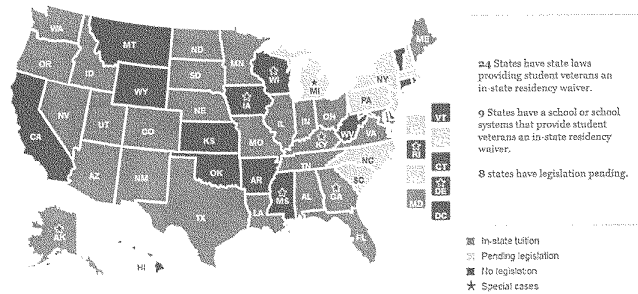 WA
MT
ND
MN
ME
OR
ID
SD
WI
MI
NY
WY
IA
NE
PA
NV
UT
CO
IL
IN
OH
WV
VA
CA
KS
MO
KY
NC
AZ
NM
OK
AR
TN
SC
MS
AL
GA
TX
LA
FL
AK
HI
VT
RI
CT
DE
MD
DC
24 States have state laws
providing student veterans an
in-state residency waiver.
9 States have a school or school
systems that provide student
veterans an in-state residency
waiver.
8 states have legislation pending.
In-state tuition
Pending legislation
No legislation
Special cases